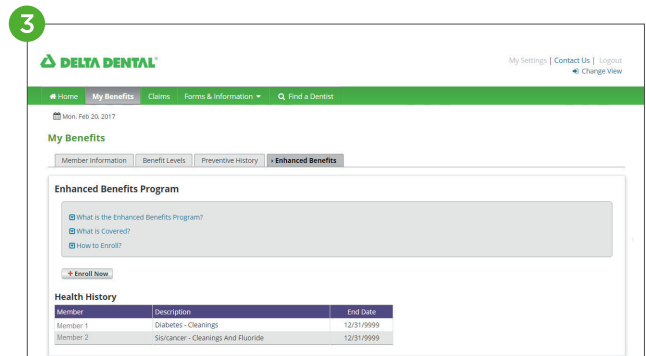 3
DELTA DENTAL®
My Settings | Contact Us | Logout
Change View
Home My Benefits Claims Forms & Information Find a Dentist
Mon. Feb 20, 2017
My Benefits
Member Information Benefit Levels Preventive History › Enhanced Benefits
Enhanced Benefits Program
What is the Enhanced Benefits Program?
What is Covered?
How to Enroll?
+ Enroll Now
Health History
Member Description End Date
Member 1 Diabetes - Cleanings 12/31/9999
Member 2 Sis/cancer - Cleanings And Fluoride 12/31/9999